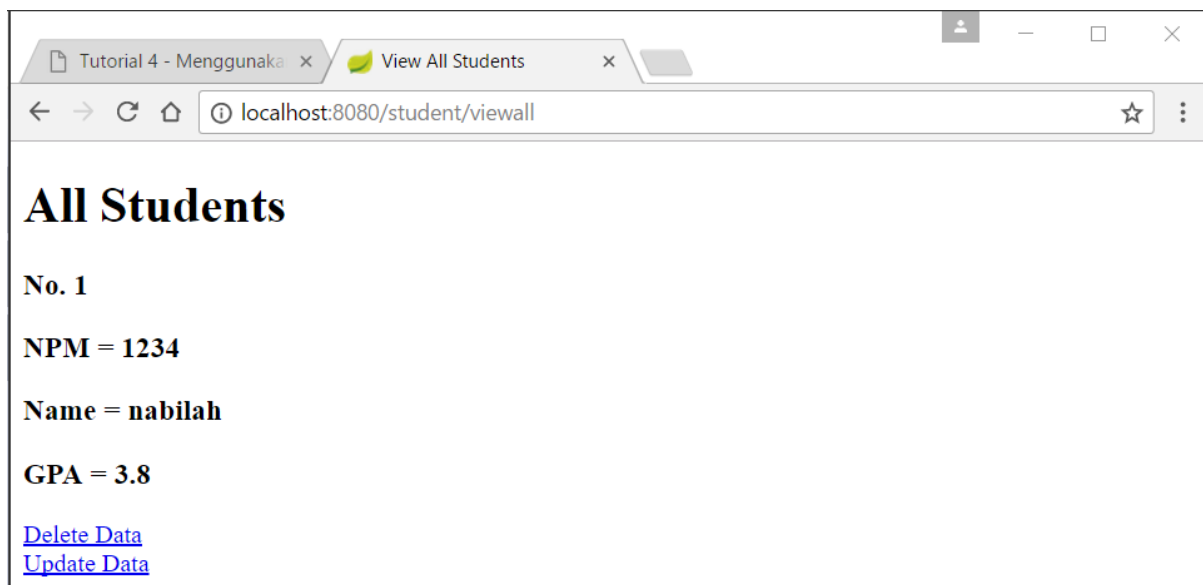 Tutorial 4 - Menggunaka
View All Students
localhost:8080/student/viewall
All Students
No. 1
NPM = 1234
Name = nabilah
GPA = 3.8
Delete Data
Update Data